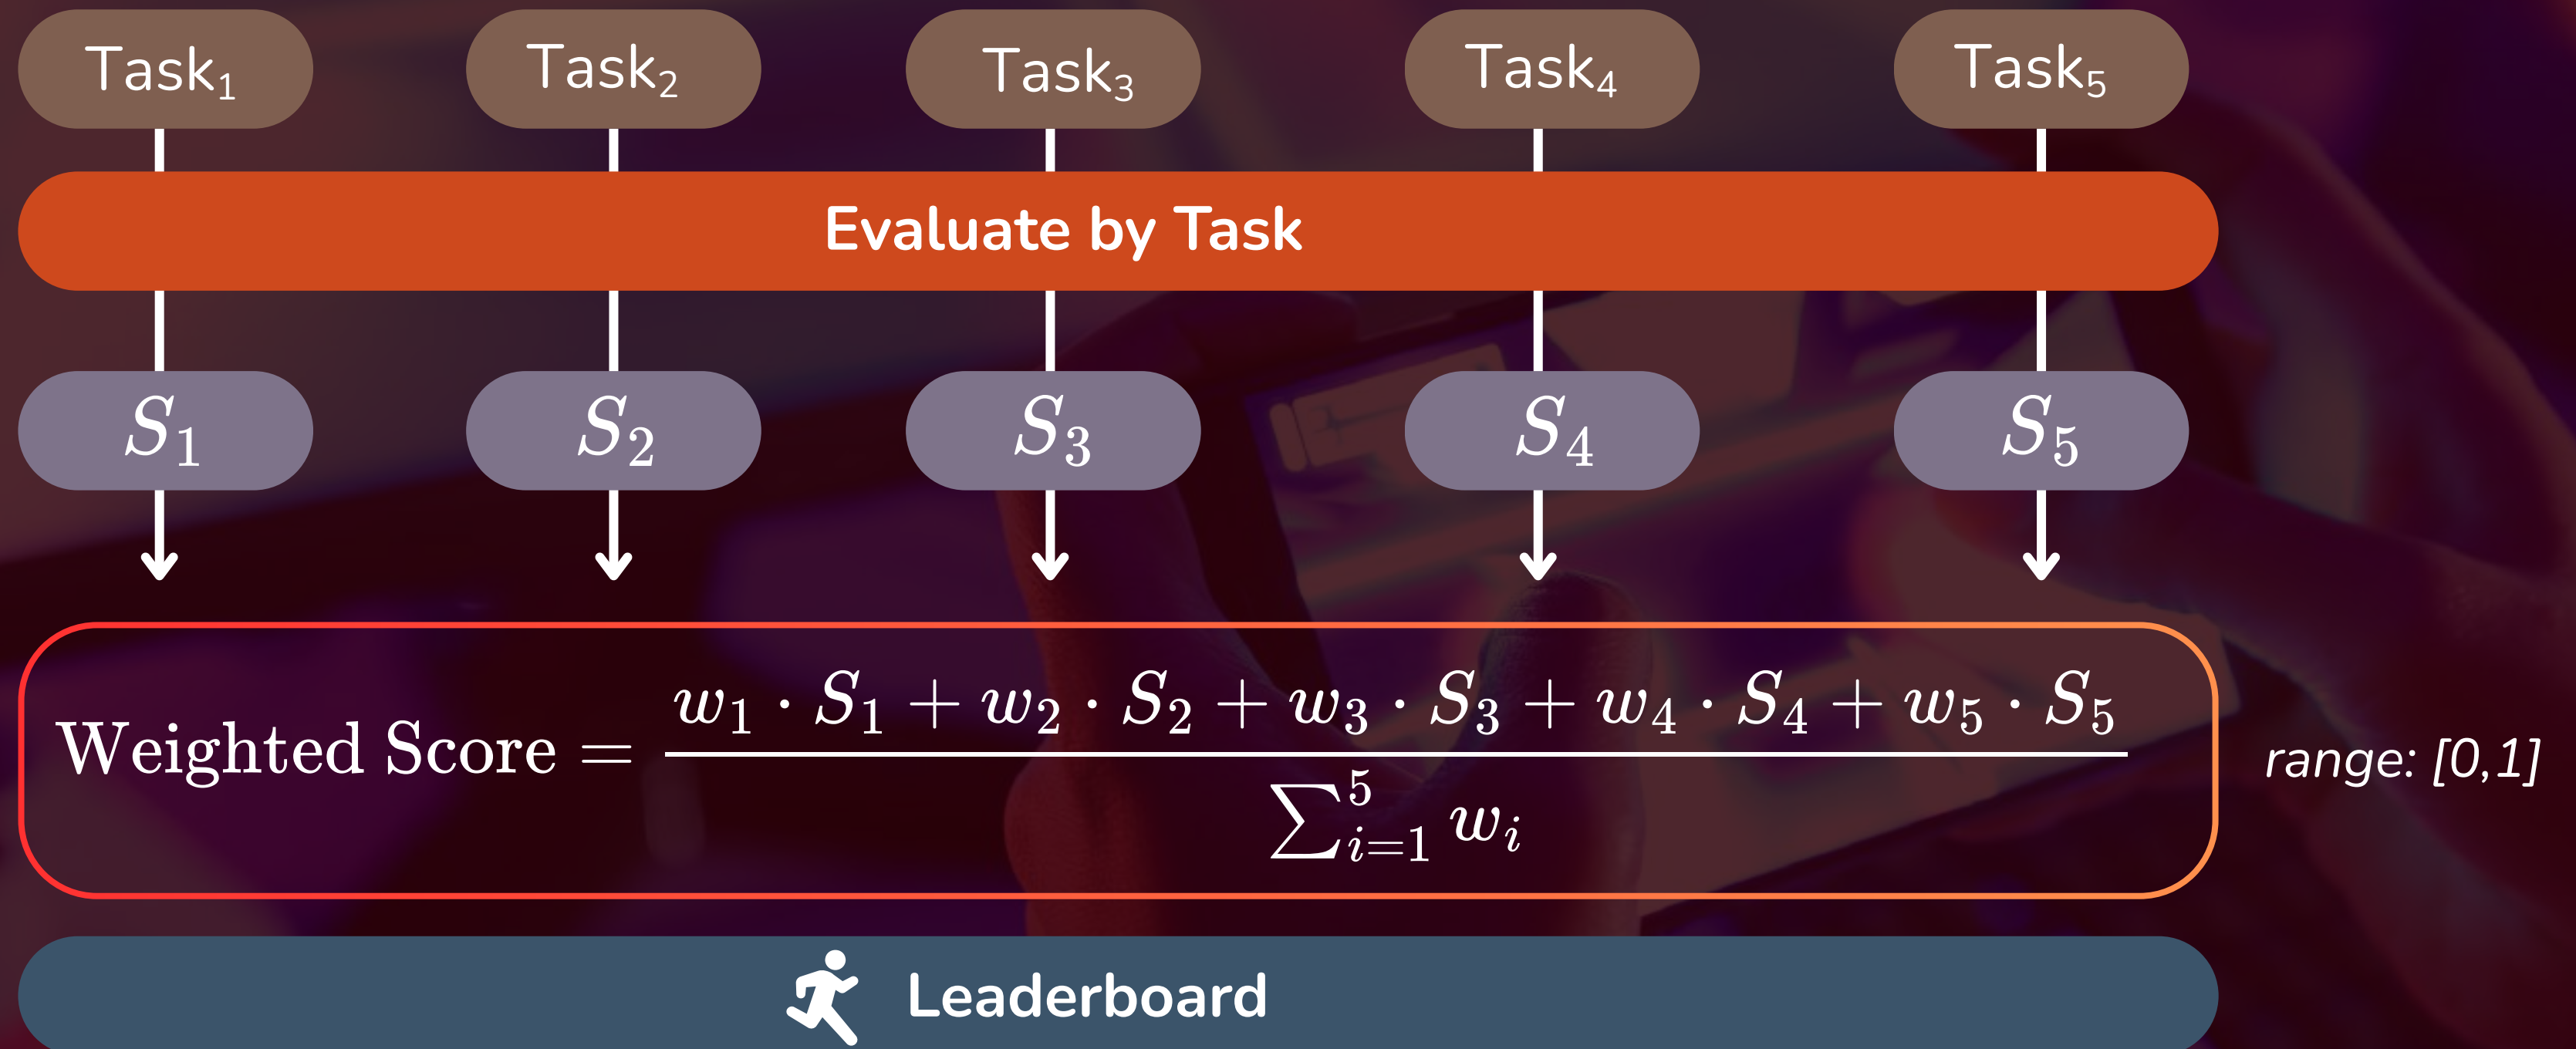 Task₁ Task₂ Task₃ Task₄ Task₅
Evaluate by Task
S₁ S₂ S₃ S₄ S₅
w₁ · S₁ + w₂ · S₂ + w₃ · S₃ + w₄ · S₄ + w₅ · S₅
Weighted Score =
range: [0,1]
∑⁵ᵢ₌₁ wᵢ
Leaderboard